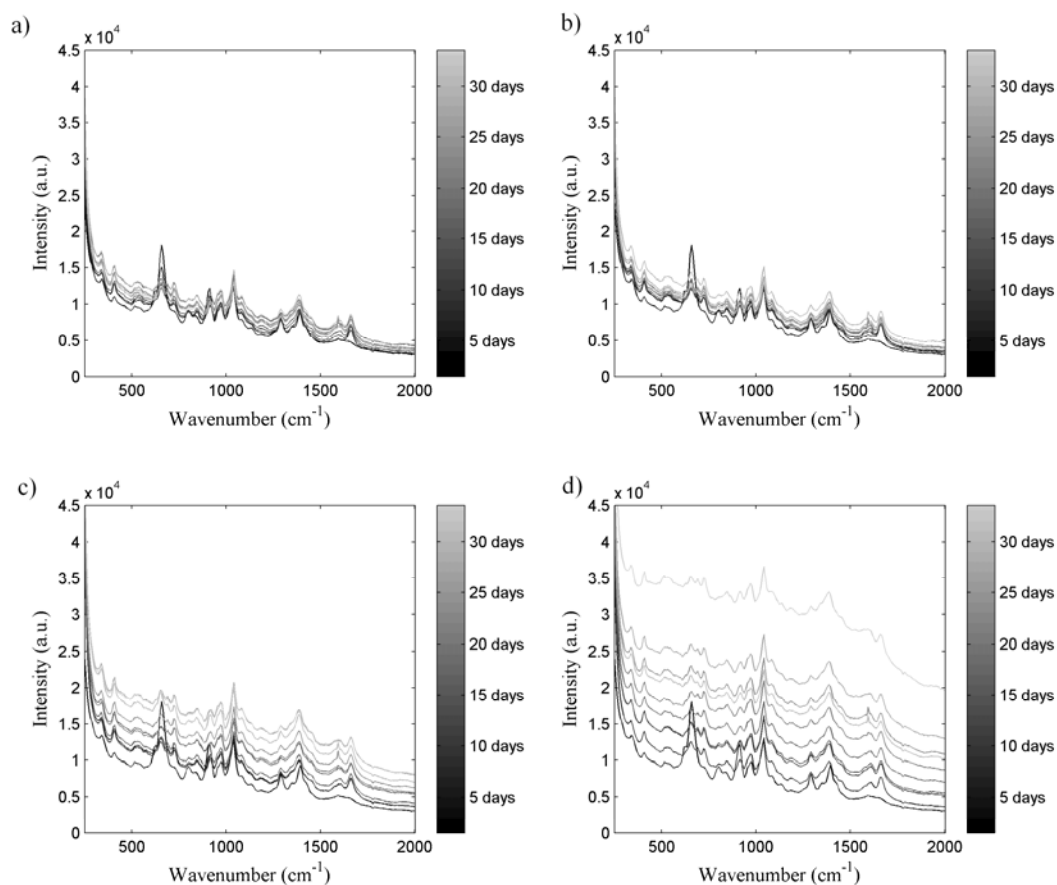 a)
x 10^4
4.5
4
3.5
3
2.5
2
1.5
1
0.5
0
500
1000
1500
2000
Intensity (a.u.)
Wavenumber (cm^-1)
30 days
25 days
20 days
15 days
10 days
5 days
b)
x 10^4
4.5
4
3.5
3
2.5
2
1.5
1
0.5
0
500
1000
1500
2000
Intensity (a.u.)
Wavenumber (cm^-1)
30 days
25 days
20 days
15 days
10 days
5 days
c)
x 10^4
4.5
4
3.5
3
2.5
2
1.5
1
0.5
0
500
1000
1500
2000
Intensity (a.u.)
Wavenumber (cm^-1)
30 days
25 days
20 days
15 days
10 days
5 days
d)
x 10^4
4.5
4
3.5
3
2.5
2
1.5
1
0.5
0
500
1000
1500
2000
Intensity (a.u.)
Wavenumber (cm^-1)
30 days
25 days
20 days
15 days
10 days
5 days